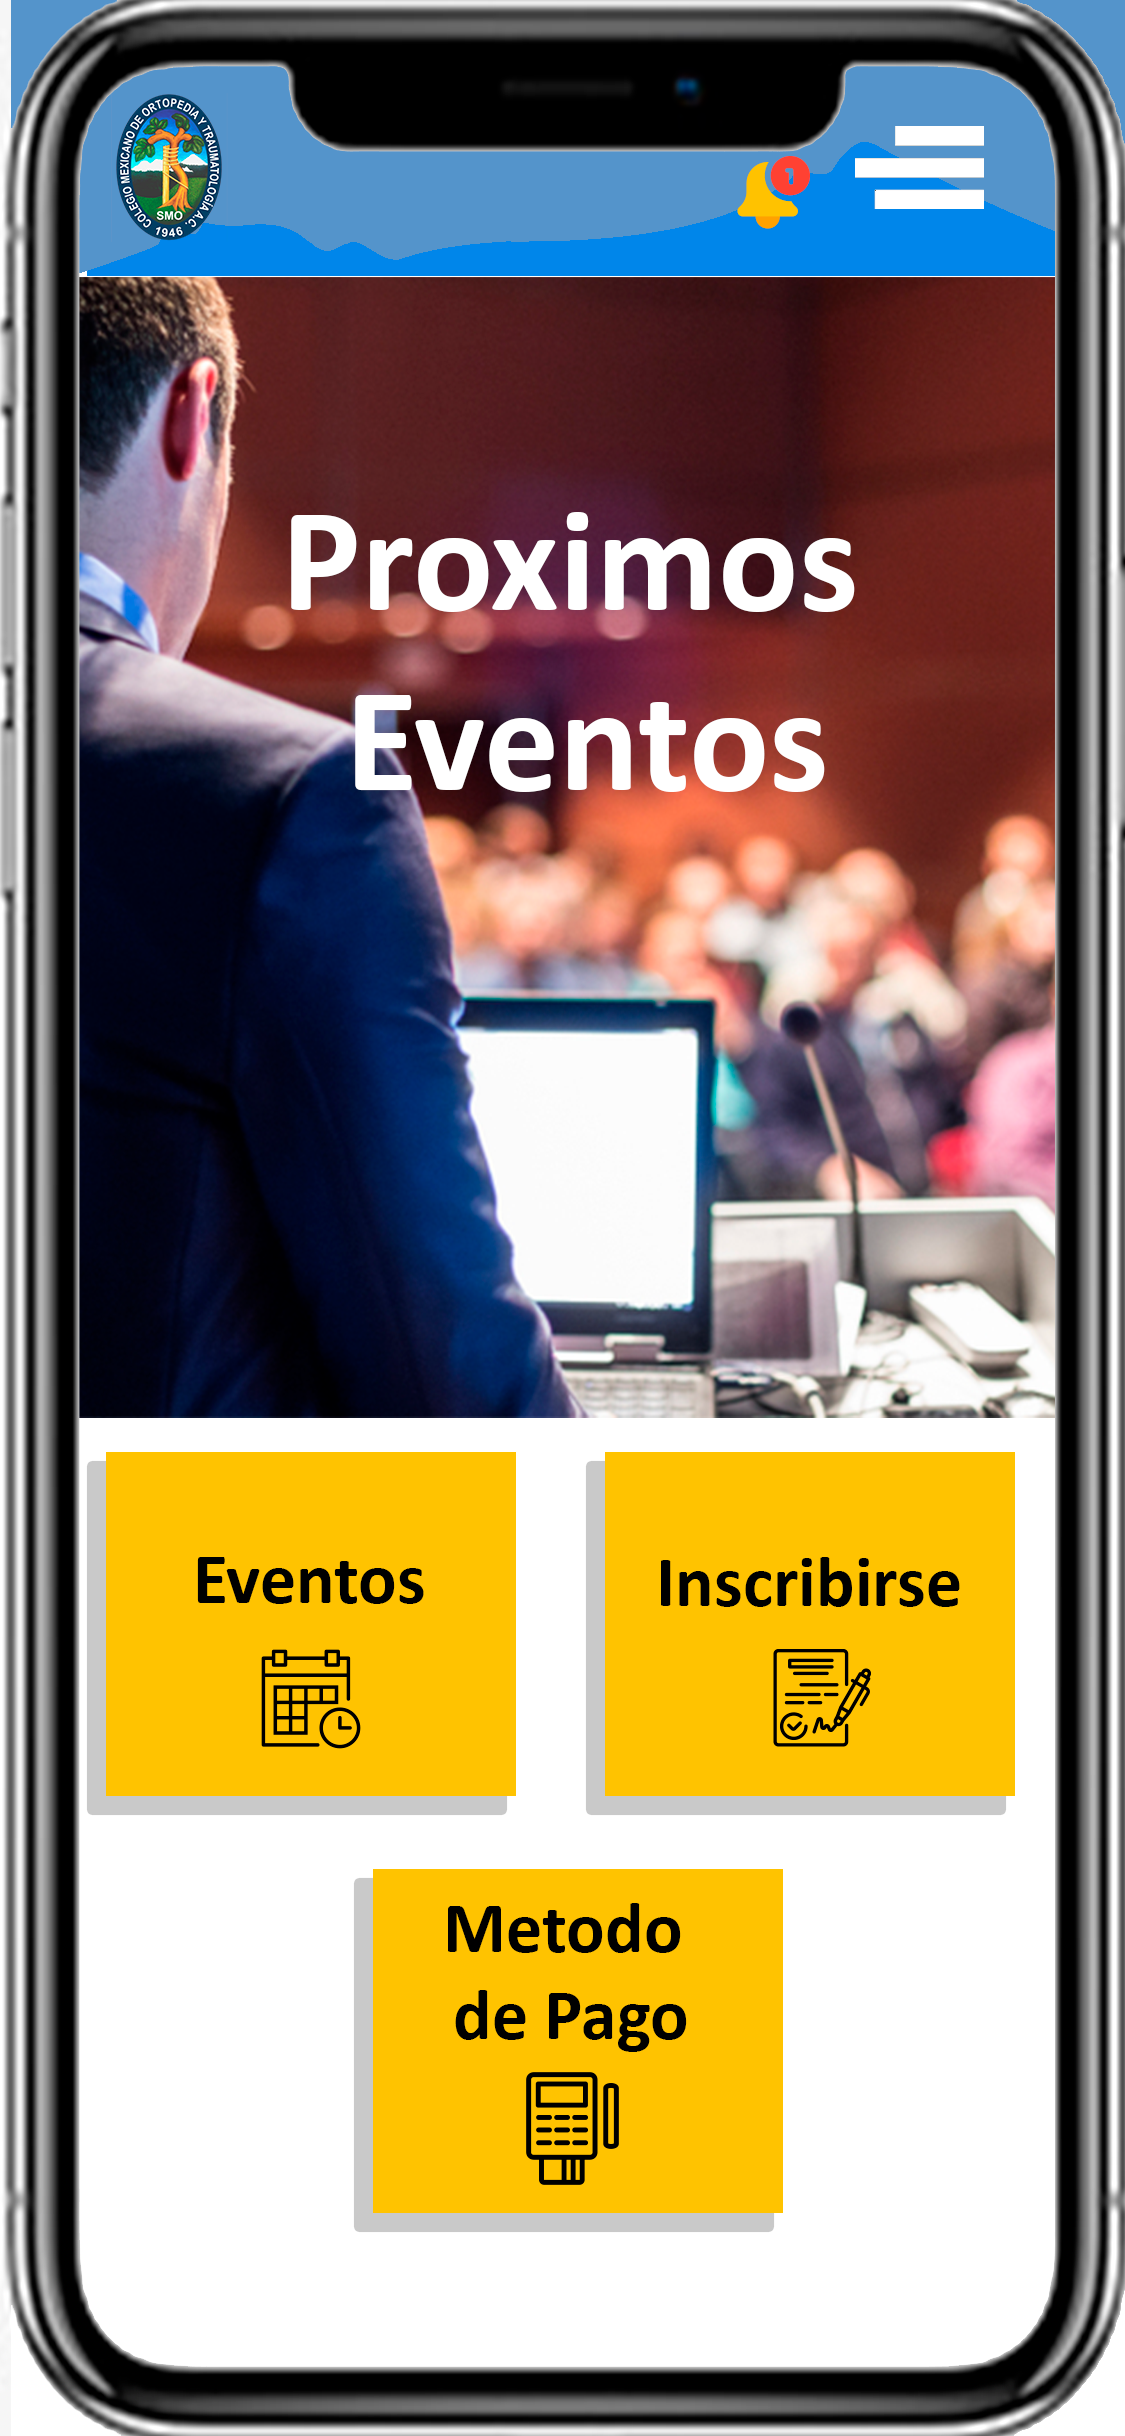 COLEGIO MEXICANO DE ORTOPEDIA Y TRAUMATOLOGIA A.C.
SMO
1946
1
Proximos
Eventos
Eventos
Inscribirse
Metodo
de Pago